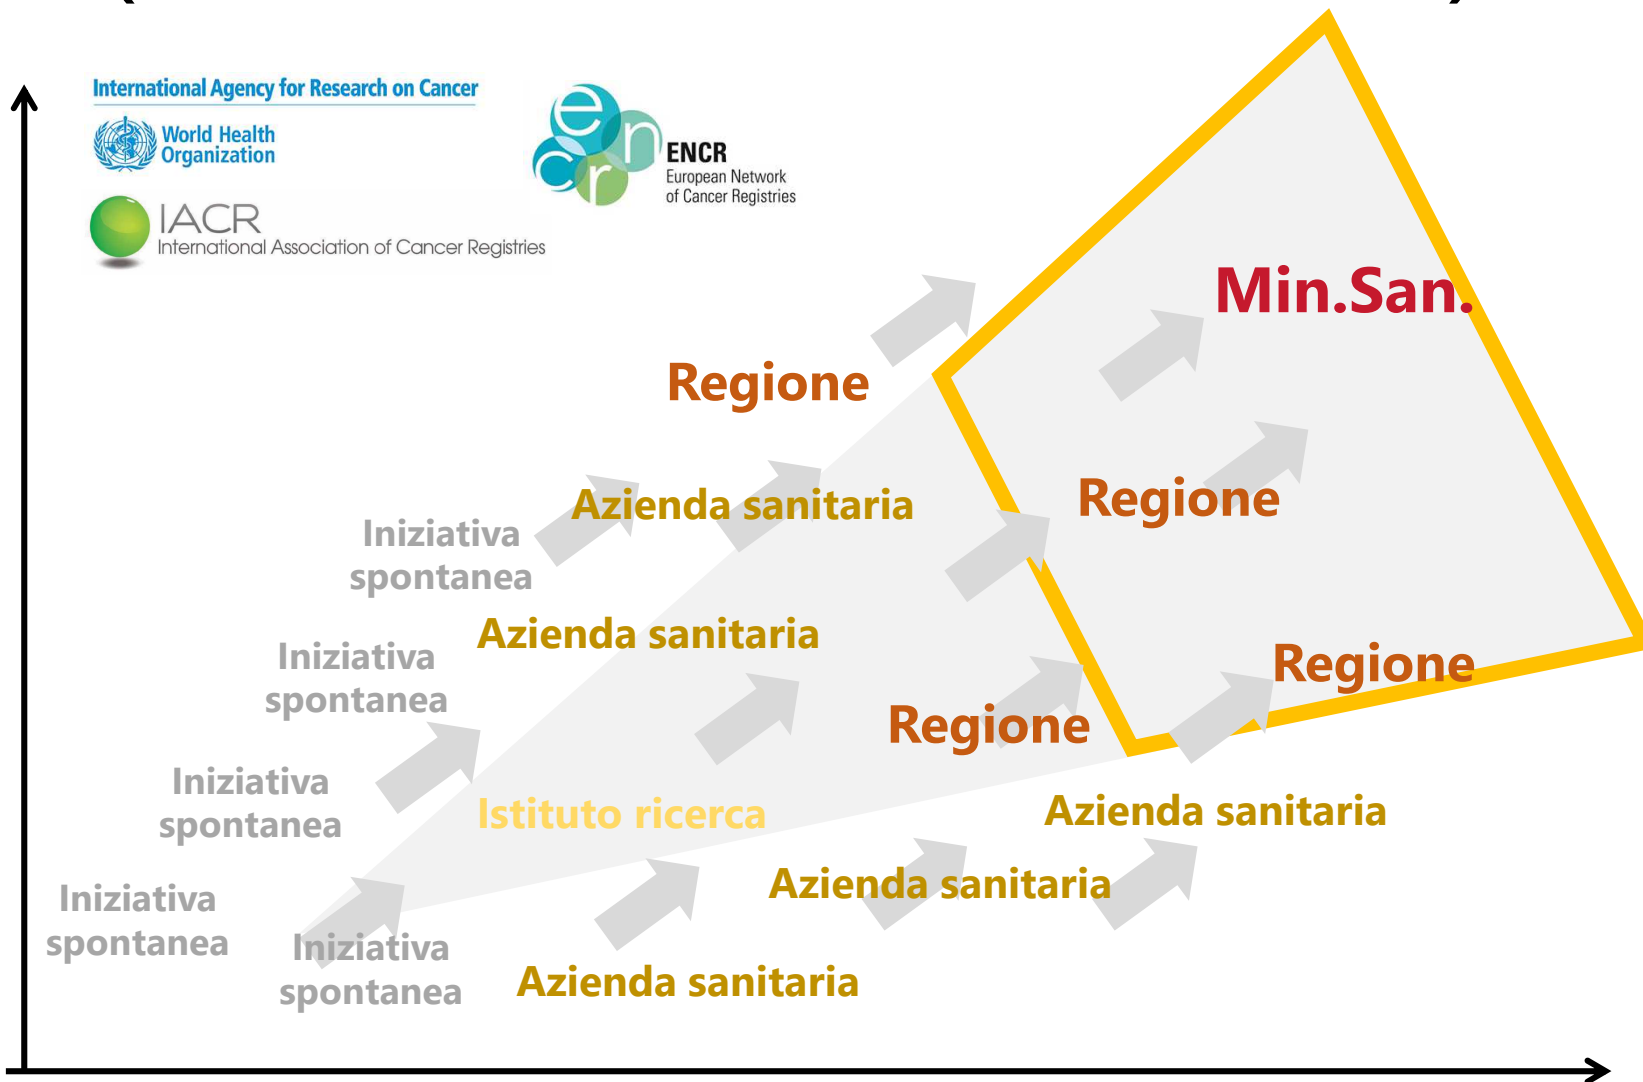 International Agency for Research on Cancer
World Health
Organization
IACR
International Association of Cancer Registries
encr
ENCR
European Network
of Cancer Registries
Min.San.
Regione
Regione
Azienda sanitaria
Iniziativa
spontanea
Azienda sanitaria
Iniziativa
spontanea
Regione
Regione
Iniziativa
spontanea
Istituto ricerca
Azienda sanitaria
Azienda sanitaria
Iniziativa
spontanea
Iniziativa
spontanea
Azienda sanitaria